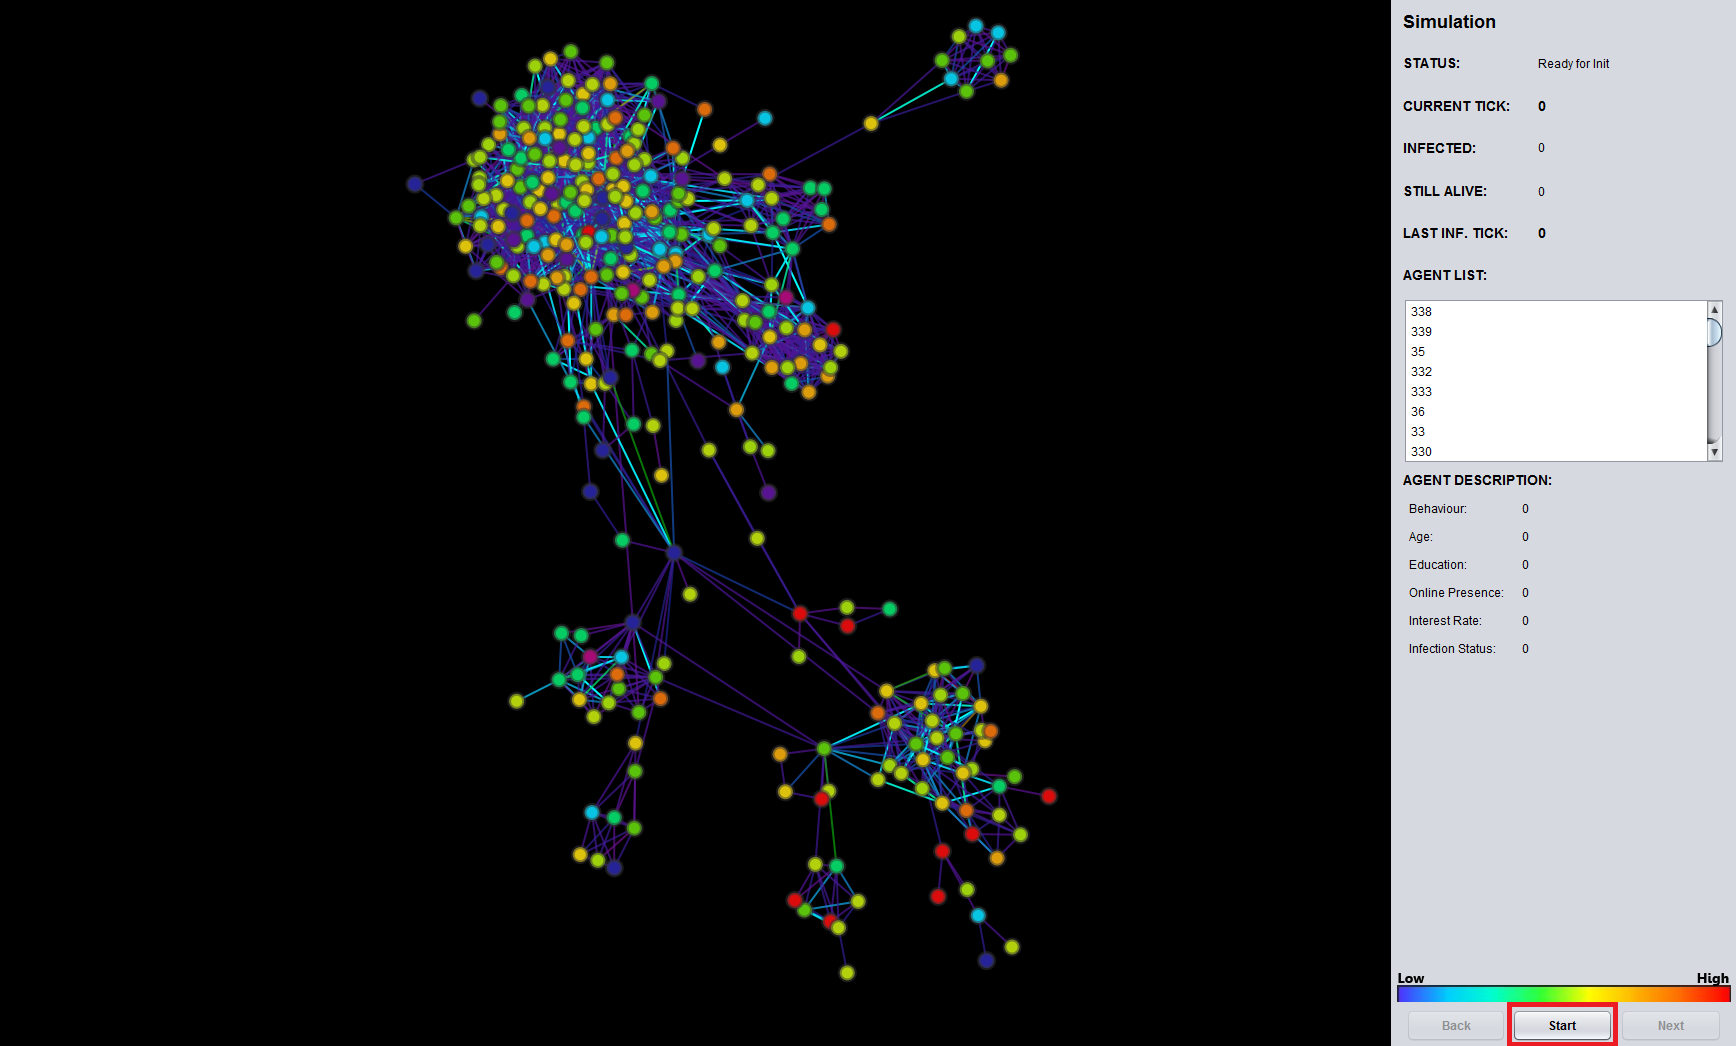 Simulation
STATUS: Ready for Init
CURRENT TICK: 0
INFECTED: 0
STILL ALIVE: 0
LAST INF. TICK: 0
AGENT LIST:
338
339
35
332
333
36
33
330
AGENT DESCRIPTION:
Behaviour: 0
Age: 0
Education: 0
Online Presence: 0
Interest Rate: 0
Infection Status: 0
Low High
Back Start Next